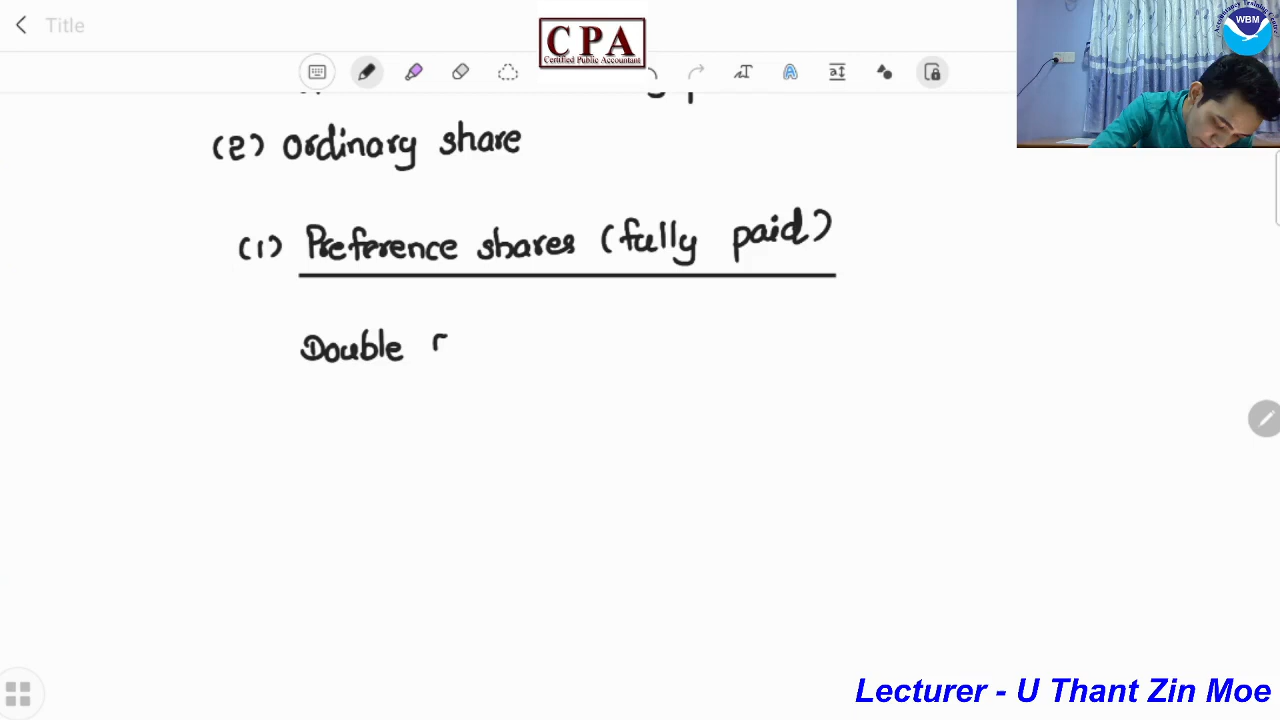 Title
CPA
Certified Public Accountant
WBM
(2) Ordinary share
(1) Preference shares (fully paid)
Double
Lecturer - U Thant Zin Moe